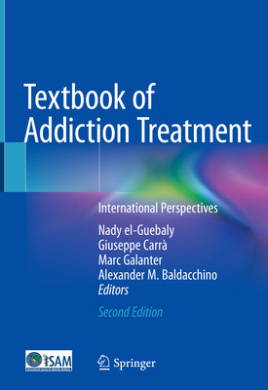 Textbook of
Addiction Treatment
International Perspectives
Nady el-Guebaly
Giuseppe Carrà
Marc Galanter
Alexander M. Baldacchino
Editors
Second Edition
ISAM
Springer